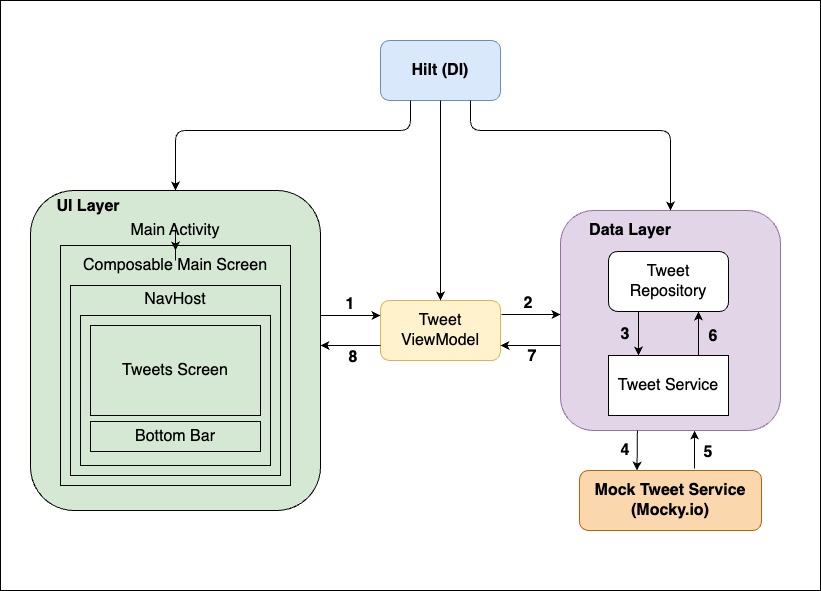 Hilt (DI)
UI Layer
Main Activity
Composable Main Screen
NavHost
Tweets Screen
Bottom Bar
1
8
Tweet
ViewModel
2
7
Data Layer
Tweet
Repository
3
6
Tweet Service
4
5
Mock Tweet Service
(Mocky.io)